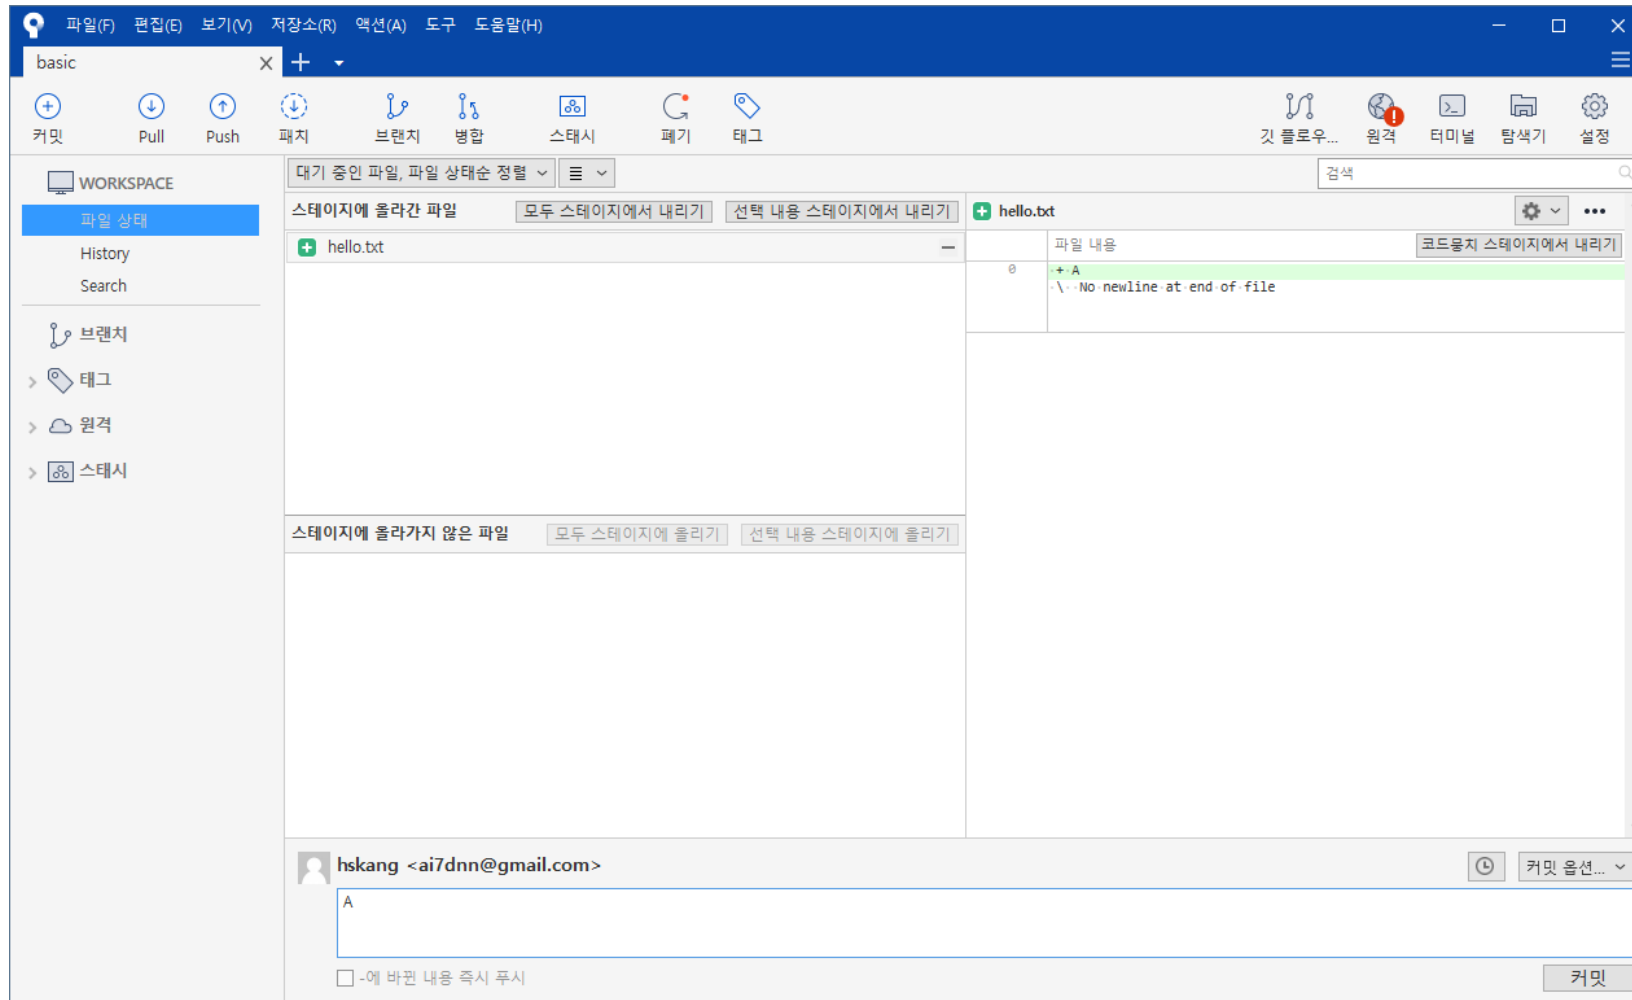 파일(F) 편집(E) 보기(V) 저장소(R) 액션(A) 도구 도움말(H)
basic
커밋 Pull Push 패치 브랜치 병합 스태시 폐기 태그 깃 플로우... 원격 터미널 탐색기 설정
WORKSPACE
파일 상태
History
Search
브랜치
태그
원격
스태시
대기 중인 파일, 파일 상태순 정렬
검색
스테이지에 올라간 파일 모두 스테이지에서 내리기 선택 내용 스테이지에서 내리기
hello.txt
스테이지에 올라가지 않은 파일 모두 스테이지에 올리기 선택 내용 스테이지에 올리기
hello.txt
파일 내용 코드뭉치 스테이지에서 내리기
0 + A
\ No newline at end of file
hskang <ai7dnn@gmail.com>
커밋 옵션...
A
-에 바뀐 내용 즉시 푸시
커밋